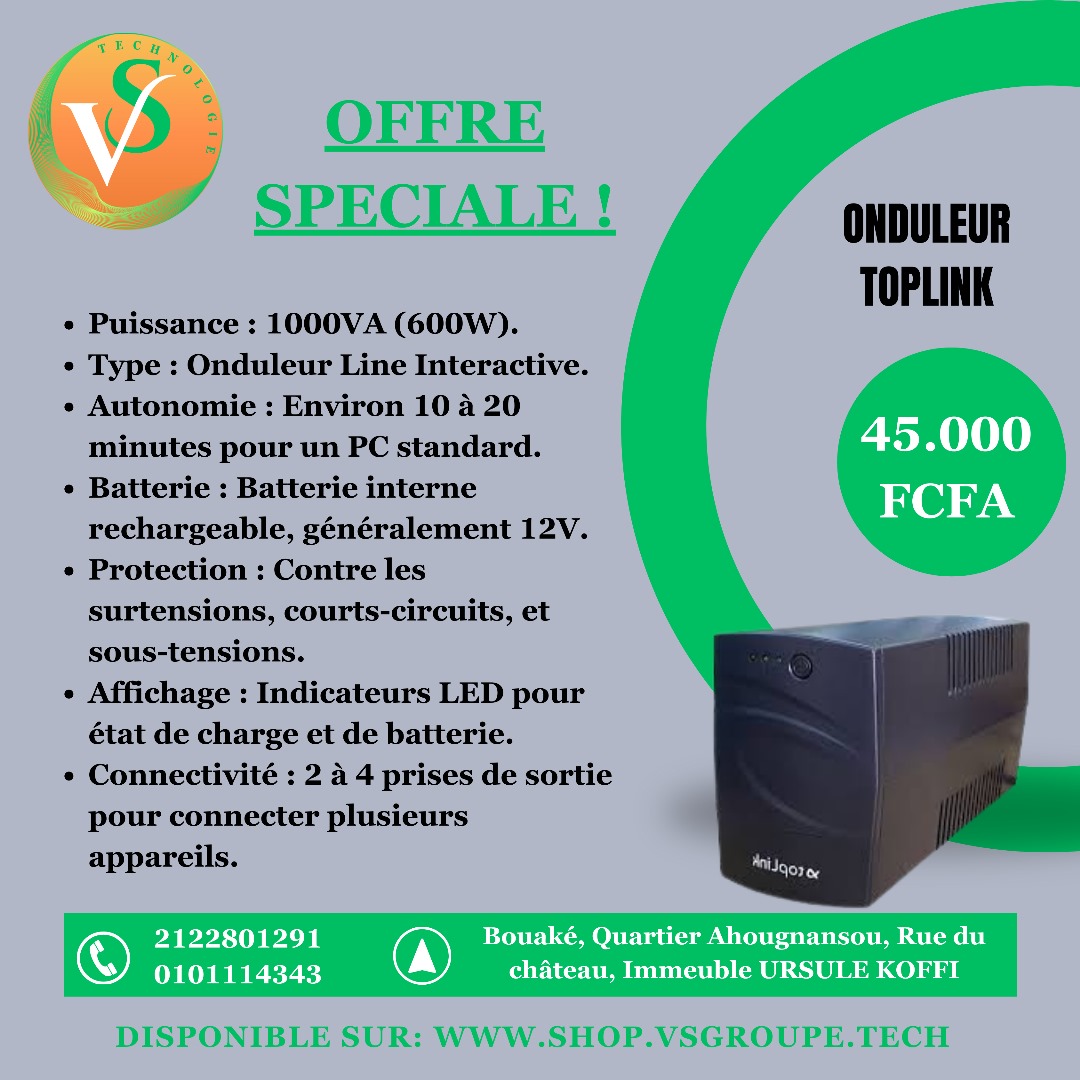 TECHNOLOGIE
VS
OFFRE
SPECIALE !
ONDULEUR
TOPLINK
45.000
FCFA
• Puissance : 1000VA (600W).
• Type : Onduleur Line Interactive.
• Autonomie : Environ 10 à 20
minutes pour un PC standard.
• Batterie : Batterie interne
rechargeable, généralement 12V.
• Protection : Contre les
surtensions, courts-circuits, et
sous-tensions.
• Affichage : Indicateurs LED pour
état de charge et de batterie.
• Connectivité : 2 à 4 prises de sortie
pour connecter plusieurs
appareils.
topLink
2122801291
0101114343
Bouaké, Quartier Ahougnansou, Rue du
château, Immeuble URSULE KOFFI
DISPONIBLE SUR: WWW.SHOP.VSGROUPE.TECH